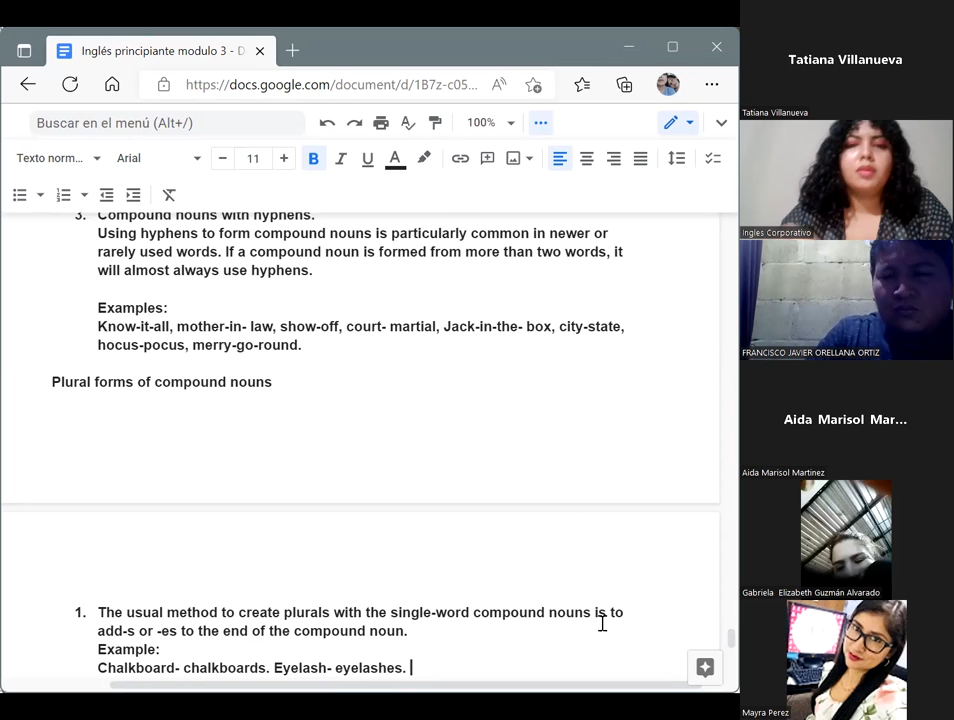 Inglés principiante modulo 3 - D
https://docs.google.com/document/d/1B7z-c05...
Buscar en el menú (Alt+/)
100%
Texto norm...
Arial
11
3. Compound nouns with hyphens.
Using hyphens to form compound nouns is particularly common in newer or
rarely used words. If a compound noun is formed from more than two words, it
will almost always use hyphens.
Examples:
Know-it-all, mother-in- law, show-off, court- martial, Jack-in-the- box, city-state,
hocus-pocus, merry-go-round.
Plural forms of compound nouns
1. The usual method to create plurals with the single-word compound nouns is to
add-s or -es to the end of the compound noun.
Example:
Chalkboard- chalkboards. Eyelash- eyelashes.
Tatiana Villanueva
Tatiana Villanueva
Ingles Corporativo
FRANCISCO JAVIER ORELLANA ORTIZ
Aida Marisol Mar...
Aida Marisol Martinez
Gabriela Elizabeth Guzmán Alvarado
Mayra Perez